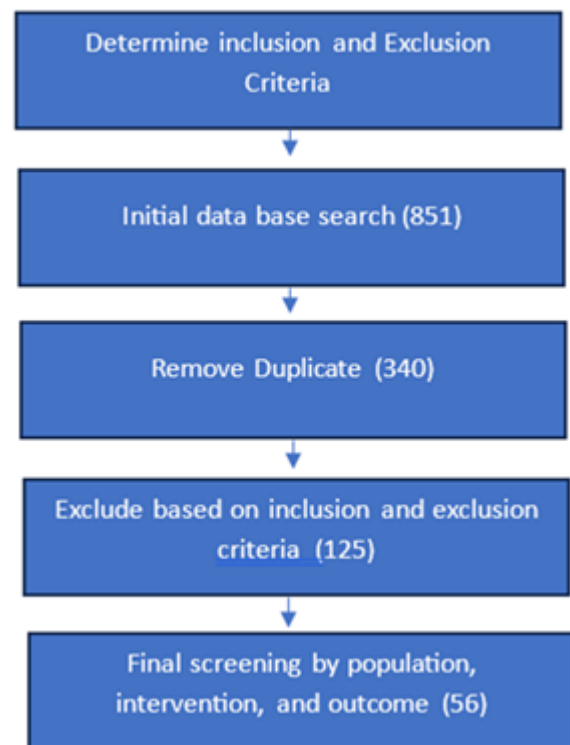 Determine inclusion and Exclusion
Criteria
Initial data base search (851)
Remove Duplicate (340)
Exclude based on inclusion and exclusion
criteria (125)
Final screening by population,
intervention, and outcome (56)